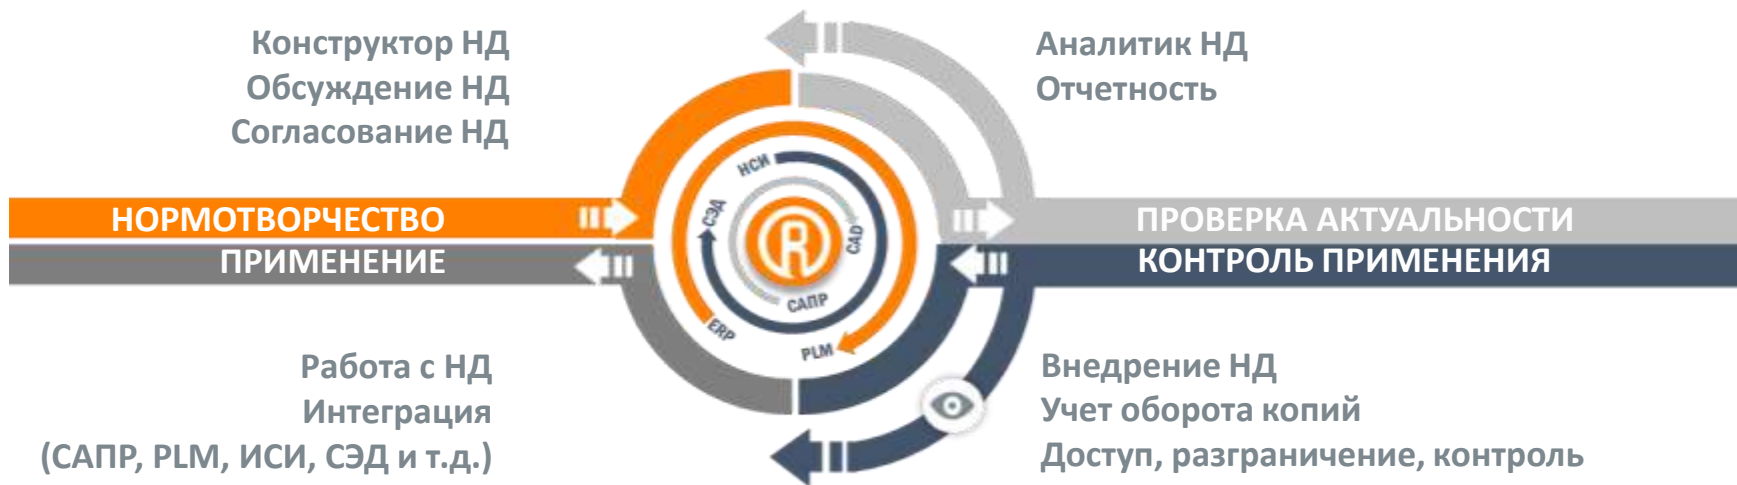 Конструктор НД
Обсуждение НД
Согласование НД
Аналитик НД
Отчетность
НОРМОТВОРЧЕСТВО
ПРИМЕНЕНИЕ
НСИ
СЭД
CAD
САПР
ERP
PLM
R
ПРОВЕРКА АКТУАЛЬНОСТИ
КОНТРОЛЬ ПРИМЕНЕНИЯ
Работа с НД
Интеграция
(САПР, PLM, ИСИ, СЭД и т.д.)
Внедрение НД
Учет оборота копий
Доступ, разграничение, контроль